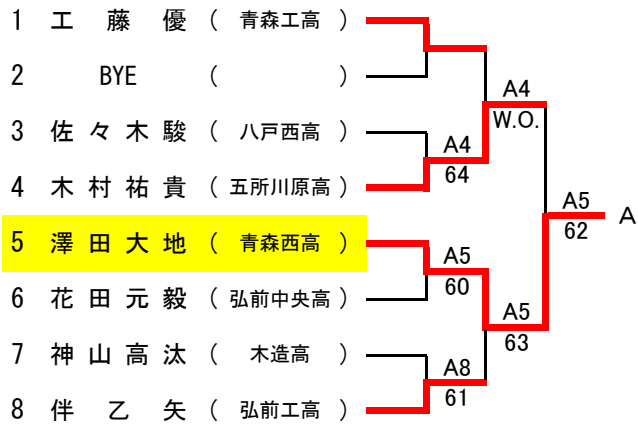 1 工藤優 ( 青森工高 )
2 BYE ( )
A4
W.O.
3 佐々木駿 ( 八戸西高 )
A4
64
4 木村祐貴 ( 五所川原高 )
A5
62
A
5 澤田大地 ( 青森西高 )
A5
60
6 花田元毅 ( 弘前中央高 )
A5
63
7 神山高汰 ( 木造高 )
A8
61
8 伴乙矢 ( 弘前工高 )